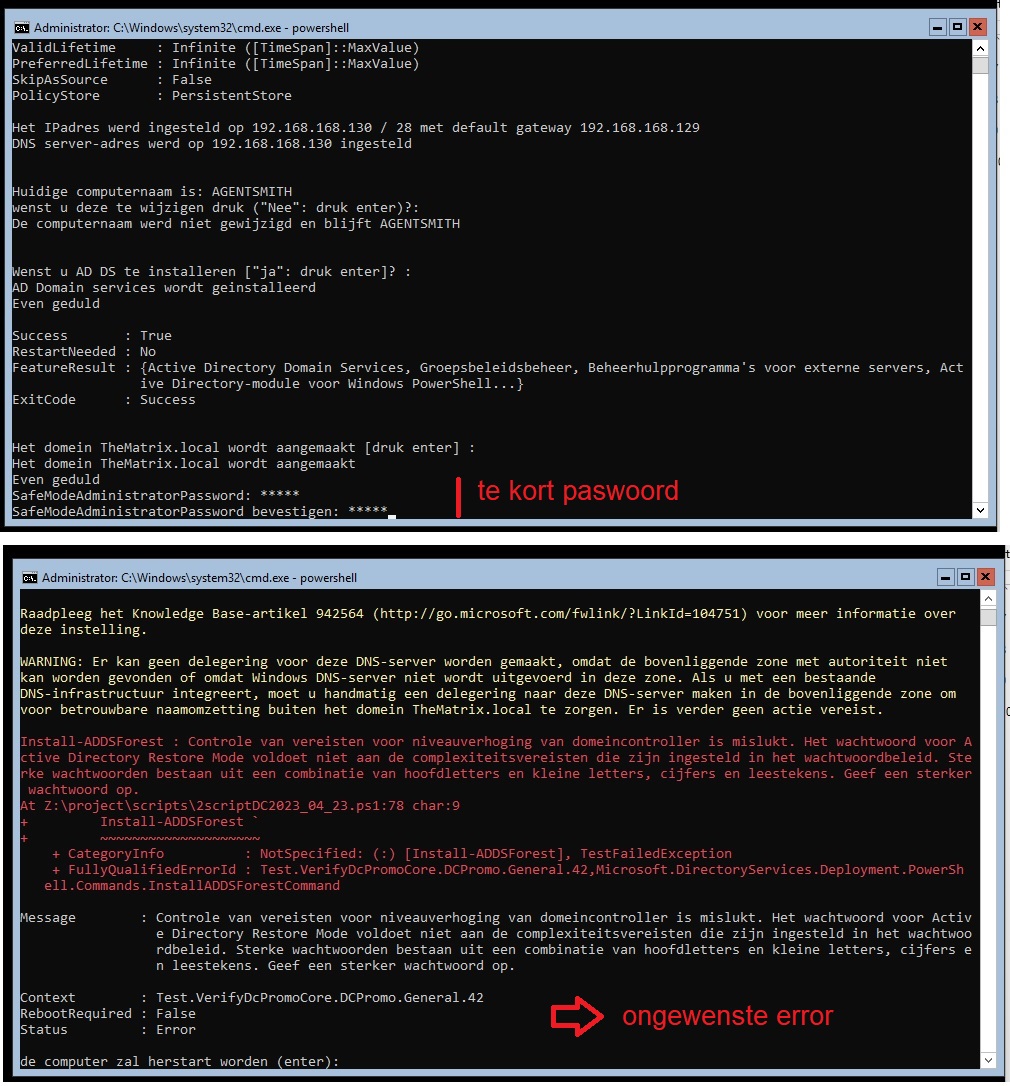 Administrator: C:\Windows\system32\cmd.exe - powershell
ValidLifetime     : Infinite ([TimeSpan]::MaxValue)
PreferredLifetime : Infinite ([TimeSpan]::MaxValue)
SkipAsSource      : False
PolicyStore       : PersistentStore
Het IPadres werd ingesteld op 192.168.168.130 / 28 met default gateway 192.168.168.129
DNS server-adres werd op 192.168.168.130 ingesteld
Huidige computernaam is: AGENTSMITH
wenst u deze te wijzigen druk ("Nee": druk enter)?:
De computernaam werd niet gewijzigd en blijft AGENTSMITH
Wenst u AD DS te installeren ["ja": druk enter]? :
AD Domain services wordt geinstalleerd
Even geduld
Success       : True
RestartNeeded : No
FeatureResult : {Active Directory Domain Services, Groepsbeleidsbeheer, Beheerhulpprogramma's voor externe servers, Act
ive Directory-module voor Windows PowerShell...}
ExitCode      : Success
Het domein TheMatrix.local wordt aangemaakt [druk enter] :
Het domein TheMatrix.local wordt aangemaakt
Even geduld
SafeModeAdministratorPassword: *****
SafeModeAdministratorPassword bevestigen: *****
te kort paswoord
Administrator: C:\Windows\system32\cmd.exe - powershell
Raadpleeg het Knowledge Base-artikel 942564 (http://go.microsoft.com/fwlink/?LinkId=104751) voor meer informatie over
deze instelling.
WARNING: Er kan geen delegering voor deze DNS-server worden gemaakt, omdat de bovenliggende zone met autoriteit niet
kan worden gevonden of omdat Windows DNS-server niet wordt uitgevoerd in deze zone. Als u met een bestaande
DNS-infrastructuur integreert, moet u handmatig een delegering naar deze DNS-server maken in de bovenliggende zone om
voor betrouwbare naamomzetting buiten het domein TheMatrix.local te zorgen. Er is verder geen actie vereist.
Install-ADDSForest : Controle van vereisten voor niveauverhoging van domeincontroller is mislukt. Het wachtwoord voor A
ctive Directory Restore Mode voldoet niet aan de complexiteitsvereisten die zijn ingesteld in het wachtwoordbeleid. Ste
rke wachtwoorden bestaan uit een combinatie van hoofdletters en kleine letters, cijfers en leestekens. Geef een sterker
wachtwoord op.
At Z:\project\scripts\2scriptDC2023_04_23.ps1:78 char:9
+         Install-ADDSForest `
+         ~~~~~~~~~~~~~~~~~~~~
+ CategoryInfo          : NotSpecified: (:) [Install-ADDSForest], TestFailedException
+ FullyQualifiedErrorId : Test.VerifyDcPromoCore.DCPromo.General.42,Microsoft.DirectoryServices.Deployment.PowerSh
ell.Commands.InstallADDSForestCommand
Message        : Controle van vereisten voor niveauverhoging van domeincontroller is mislukt. Het wachtwoord voor Activ
e Directory Restore Mode voldoet niet aan de complexiteitsvereisten die zijn ingesteld in het wachtwoo
rdbeleid. Sterke wachtwoorden bestaan uit een combinatie van hoofdletters en kleine letters, cijfers e
n leestekens. Geef een sterker wachtwoord op.
Context        : Test.VerifyDcPromoCore.DCPromo.General.42
RebootRequired : False
Status         : Error
ongewenste error
de computer zal herstart worden (enter):